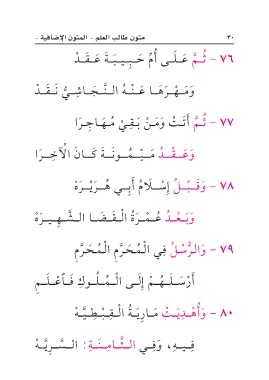 ٣٠ متون طالب العلم - المتون الإضافية -
٧٦ - ثُمَّ عَلَى أُمِّ حَبِيبَةَ عَقَدْ
وَمَهْرَهَا عَنْهُ النَّجَاشِيُّ نَقَدْ
٧٧ - ثُمَّ أَتَتْ وَمَنْ بَقِيْ مُهَاجِرَا
وَعَقْدُ مَيْمُونَةَ كَانَ الْآخِرَا
٧٨ - وَقَبْلُ إِسْلَامُ أَبِي هُرَيْرَهْ
وَبَعْدُ عُمْرَةُ الْقَضَا الشَّهِيرَهْ
٧٩ - وَالرُّسْلُ فِي الْمُحَرَّمِ الْمُحَرَّمِ
أَرْسَلَهُمْ إِلَى الْمُلُوكِ فَاعْلَمِ
٨٠ - وَأُهْدِيَتْ مَارِيَةُ الْقِبْطِيَّهْ
فِيهِ، وَفِي الثَّامِنَةِ: السَّرِيَّهْ